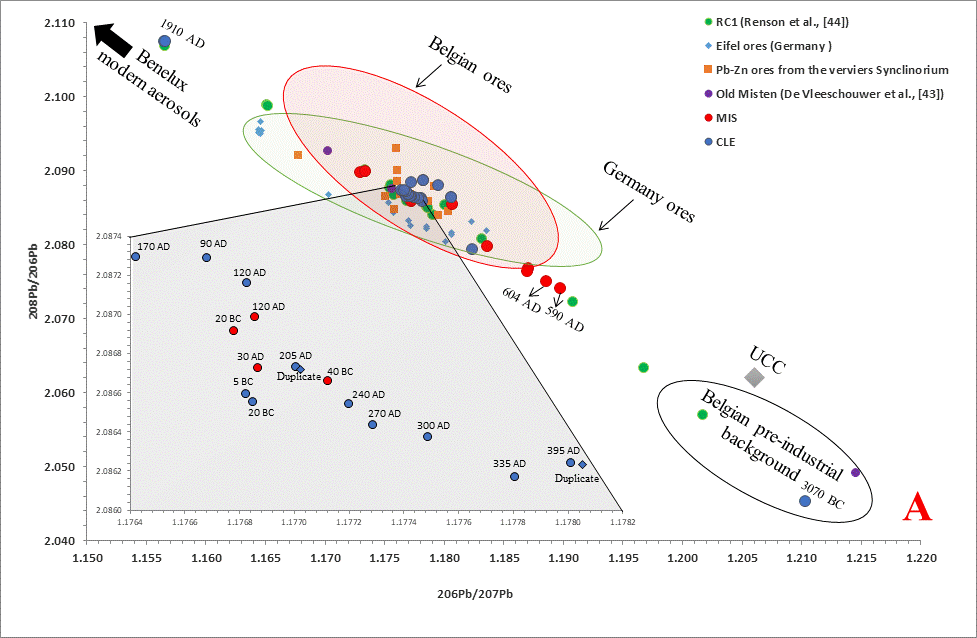 2.110
2.100
2.090
2.080
2.070
2.060
2.050
2.040
208Pb/206Pb
1.150
1.155
1.160
1.165
1.170
1.175
1.180
1.185
1.190
1.195
1.200
1.205
1.210
1.215
1.220
206Pb/207Pb
1910 AD
Benelux
modern aerosols
Belgian ores
Germany ores
RC1 (Renson et al., [44])
Eifel ores (Germany )
Pb-Zn ores from the verviers Synclinorium
Old Misten (De Vleeschouwer et al., [43])
MIS
CLE
604 AD
590 AD
UCC
Belgian pre-industrial
background
3070 BC
A
2.0874
2.0872
2.0870
2.0868
2.0866
2.0864
2.0862
2.0860
1.1764
1.1766
1.1768
1.1770
1.1772
1.1774
1.1776
1.1778
1.1780
1.1782
170 AD
90 AD
120 AD
120 AD
20 BC
30 AD
205 AD
Duplicate
40 BC
5 BC
20 BC
240 AD
270 AD
300 AD
335 AD
395 AD
Duplicate